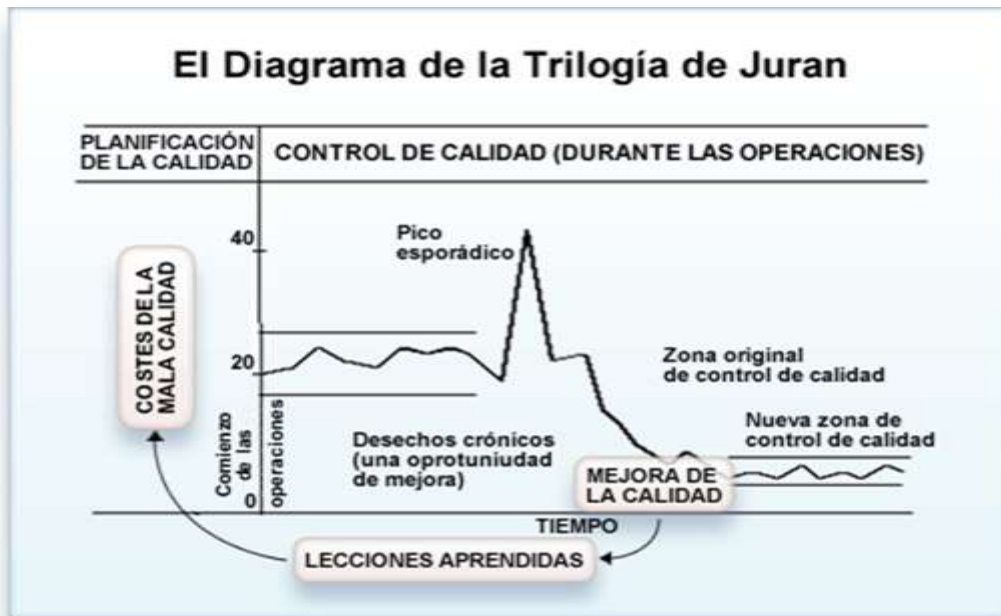 El Diagrama de la Trilogía de Juran
PLANIFICACIÓN
DE LA CALIDAD
CONTROL DE CALIDAD (DURANTE LAS OPERACIONES)
COSTES DE LA
MALA CALIDAD
40
20
0
Comienzo de las
operaciones
Pico
esporádico
Zona original
de control de calidad
Desechos crónicos
(una oprotuniudad
de mejora)
Nueva zona de
control de calidad
MEJORA DE
LA CALIDAD
TIEMPO
LECCIONES APRENDIDAS